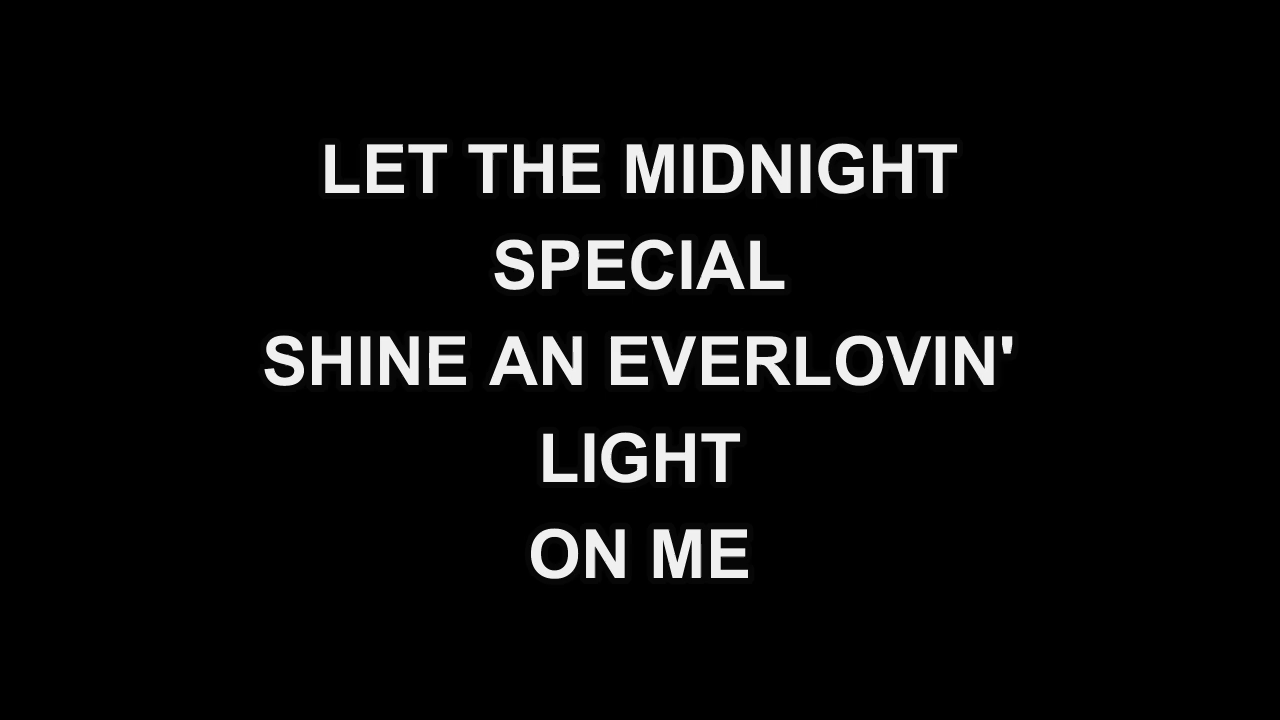 LET THE MIDNIGHT
SPECIAL
SHINE AN EVERLOVIN'
LIGHT
ON ME